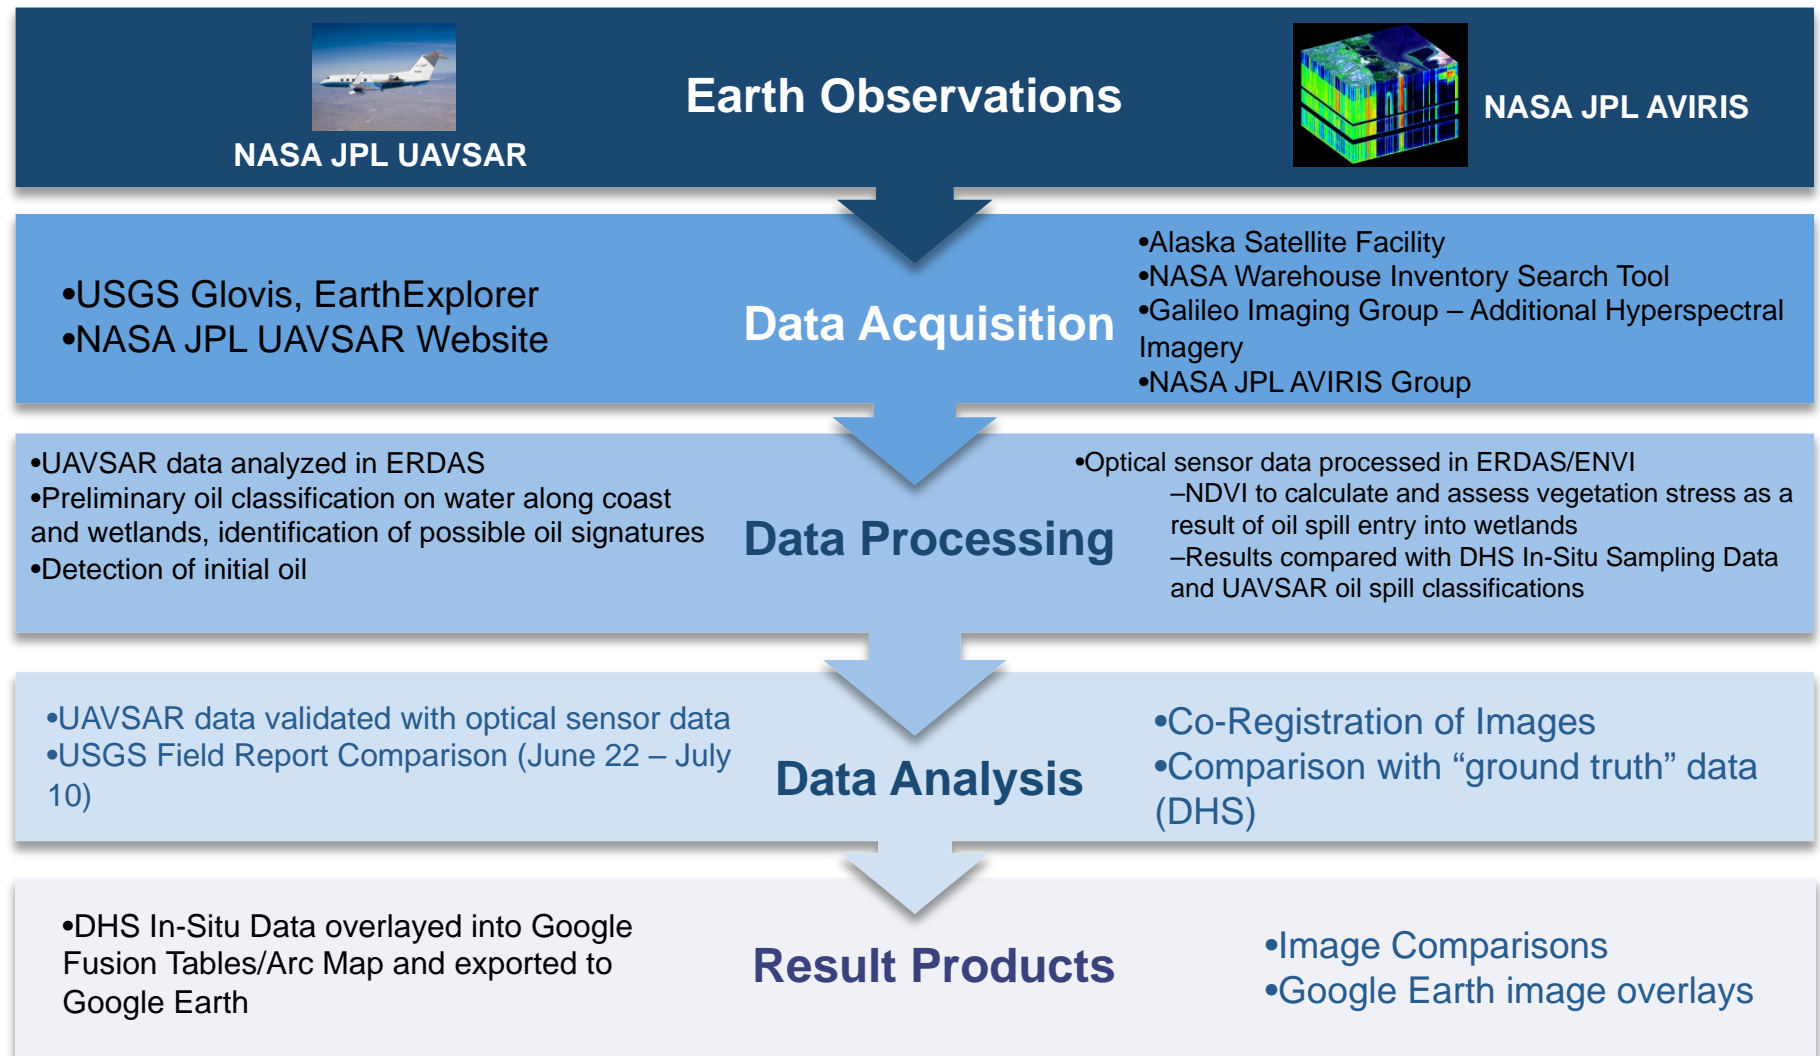 Earth Observations
NASA JPL UAVSAR
NASA JPL AVIRIS
•USGS Glovis, EarthExplorer
•NASA JPL UAVSAR Website
Data Acquisition
•Alaska Satellite Facility
•NASA Warehouse Inventory Search Tool
•Galileo Imaging Group – Additional Hyperspectral
Imagery
•NASA JPL AVIRIS Group
•UAVSAR data analyzed in ERDAS
•Preliminary oil classification on water along coast
and wetlands, identification of possible oil signatures
•Detection of initial oil
Data Processing
•Optical sensor data processed in ERDAS/ENVI
–NDVI to calculate and assess vegetation stress as a
result of oil spill entry into wetlands
–Results compared with DHS In-Situ Sampling Data
and UAVSAR oil spill classifications
•UAVSAR data validated with optical sensor data
•USGS Field Report Comparison (June 22 – July
10)
Data Analysis
•Co-Registration of Images
•Comparison with “ground truth” data
(DHS)
•DHS In-Situ Data overlayed into Google
Fusion Tables/Arc Map and exported to
Google Earth
Result Products
•Image Comparisons
•Google Earth image overlays